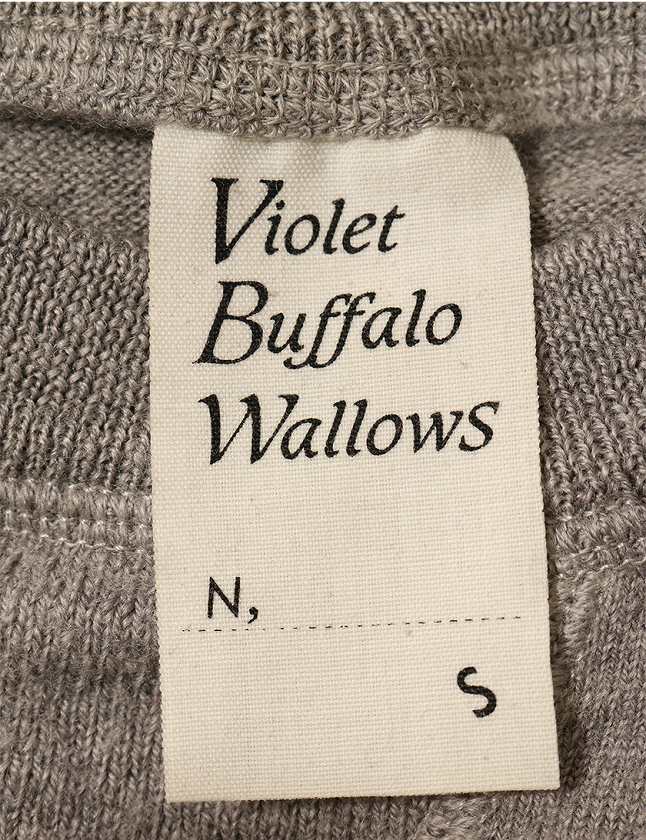 Violet
Buffalo
Wallows
N,
S